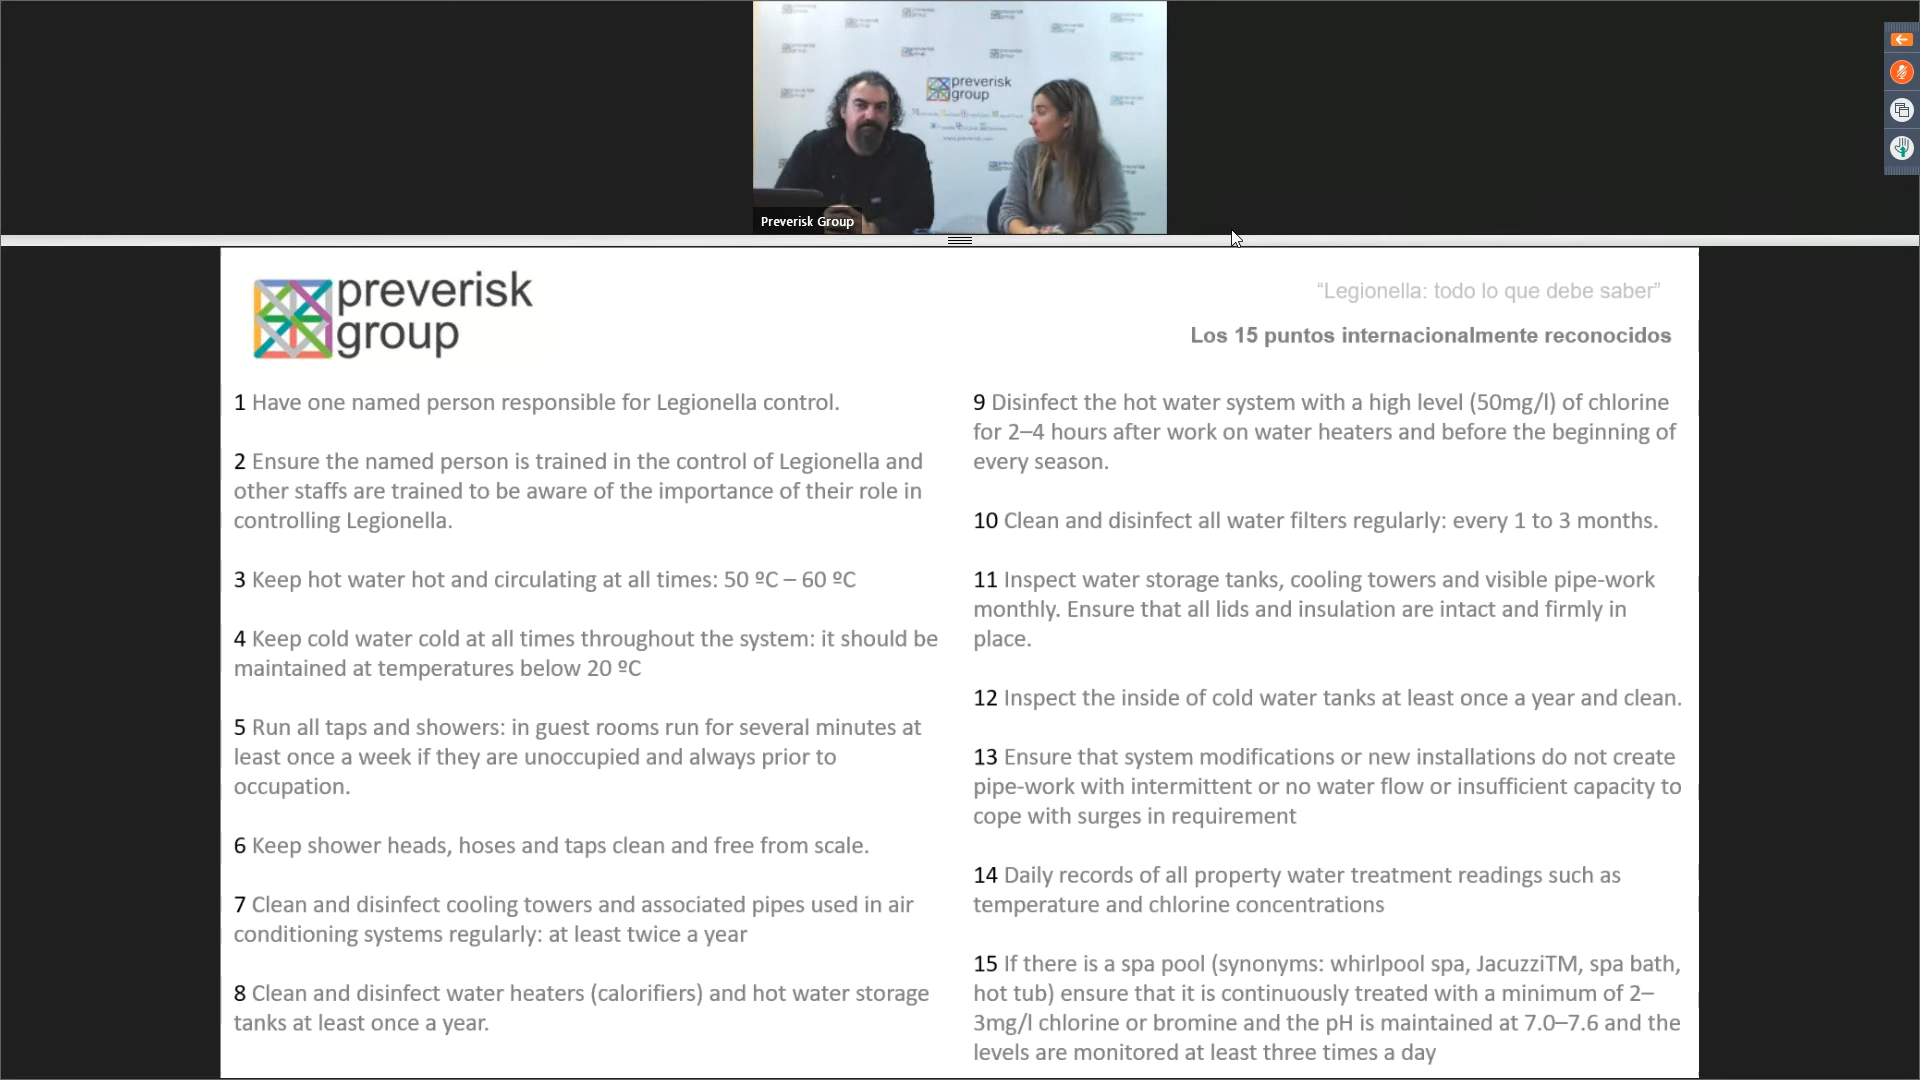 preverisk
group
Preverisk Group
preverisk
group
“Legionella: todo lo que debe saber”
Los 15 puntos internacionalmente reconocidos
1 Have one named person responsible for Legionella control.
2 Ensure the named person is trained in the control of Legionella and
other staffs are trained to be aware of the importance of their role in
controlling Legionella.
3 Keep hot water hot and circulating at all times: 50 ºC – 60 ºC
4 Keep cold water cold at all times throughout the system: it should be
maintained at temperatures below 20 ºC
5 Run all taps and showers: in guest rooms run for several minutes at
least once a week if they are unoccupied and always prior to
occupation.
6 Keep shower heads, hoses and taps clean and free from scale.
7 Clean and disinfect cooling towers and associated pipes used in air
conditioning systems regularly: at least twice a year
8 Clean and disinfect water heaters (calorifiers) and hot water storage
tanks at least once a year.
9 Disinfect the hot water system with a high level (50mg/l) of chlorine
for 2–4 hours after work on water heaters and before the beginning of
every season.
10 Clean and disinfect all water filters regularly: every 1 to 3 months.
11 Inspect water storage tanks, cooling towers and visible pipe-work
monthly. Ensure that all lids and insulation are intact and firmly in
place.
12 Inspect the inside of cold water tanks at least once a year and clean.
13 Ensure that system modifications or new installations do not create
pipe-work with intermittent or no water flow or insufficient capacity to
cope with surges in requirement
14 Daily records of all property water treatment readings such as
temperature and chlorine concentrations
15 If there is a spa pool (synonyms: whirlpool spa, JacuzziTM, spa bath,
hot tub) ensure that it is continuously treated with a minimum of 2–
3mg/l chlorine or bromine and the pH is maintained at 7.0–7.6 and the
levels are monitored at least three times a day